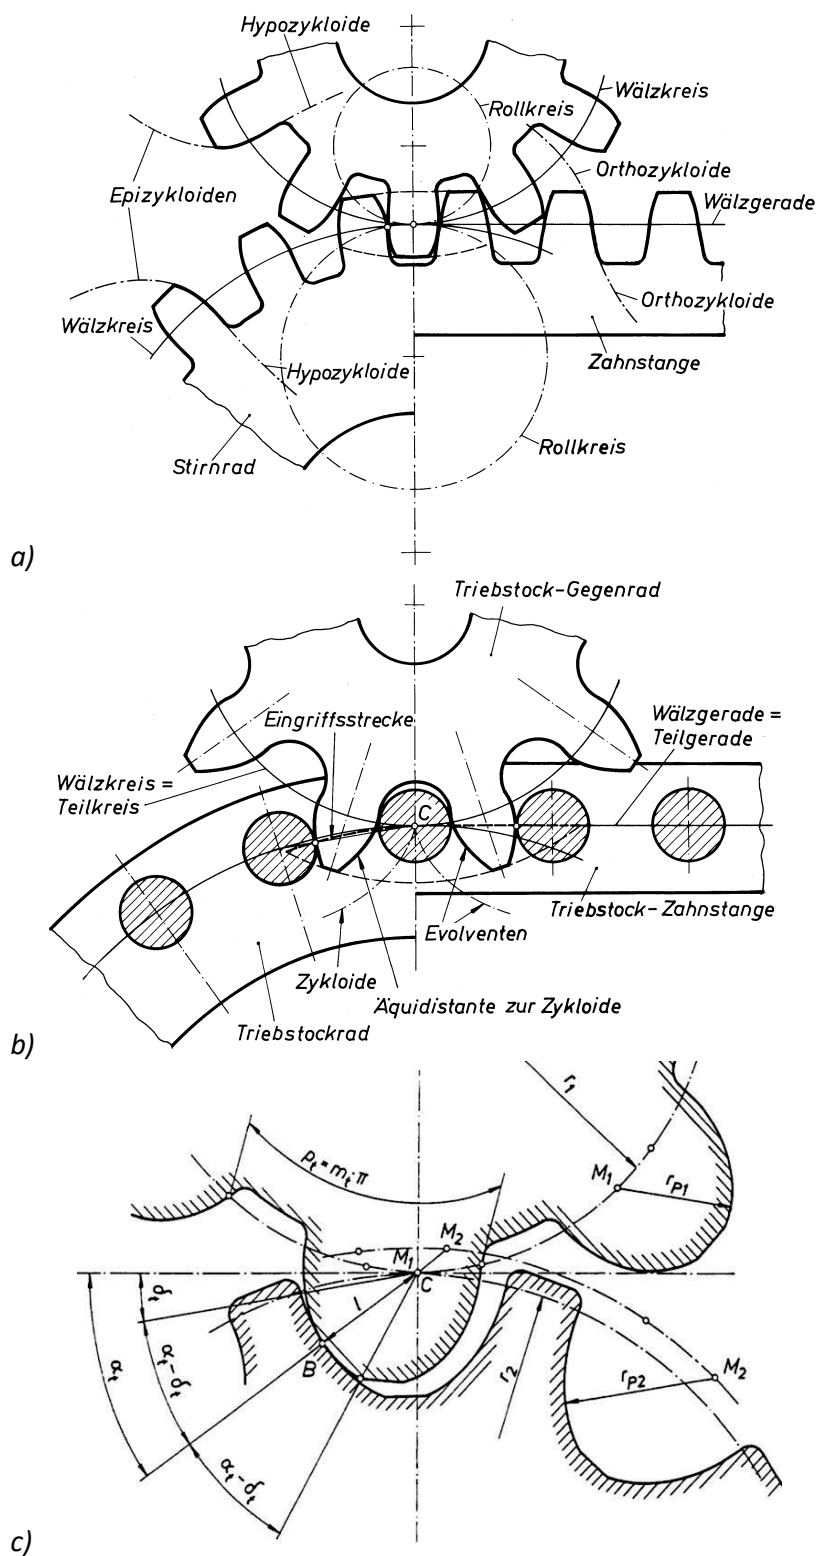 Hypozykloide
Wälzkreis
Rollkreis
Orthozykloide
Epizykloiden
Wälzgerade
Orthozykloide
Wälzkreis
Hypozykloide
Zahnstange
Rollkreis
Stirnrad
a)
Triebstock-Gegenrad
Eingriffsstrecke
Wälzgerade =
Teilgerade
Wälzkreis =
Teilkreis
C
Triebstock-Zahnstange
Evolventen
Zykloide
Äquidistante zur Zykloide
Triebstockrad
b)
r₁
pₜ = mₜ·π
M₁
rₚ₁
M₂
M₁
C
δₜ
l
αₜ
αₜ-δₜ
B
r₂
M₂
rₚ₂
αₜ-δₜ
c)